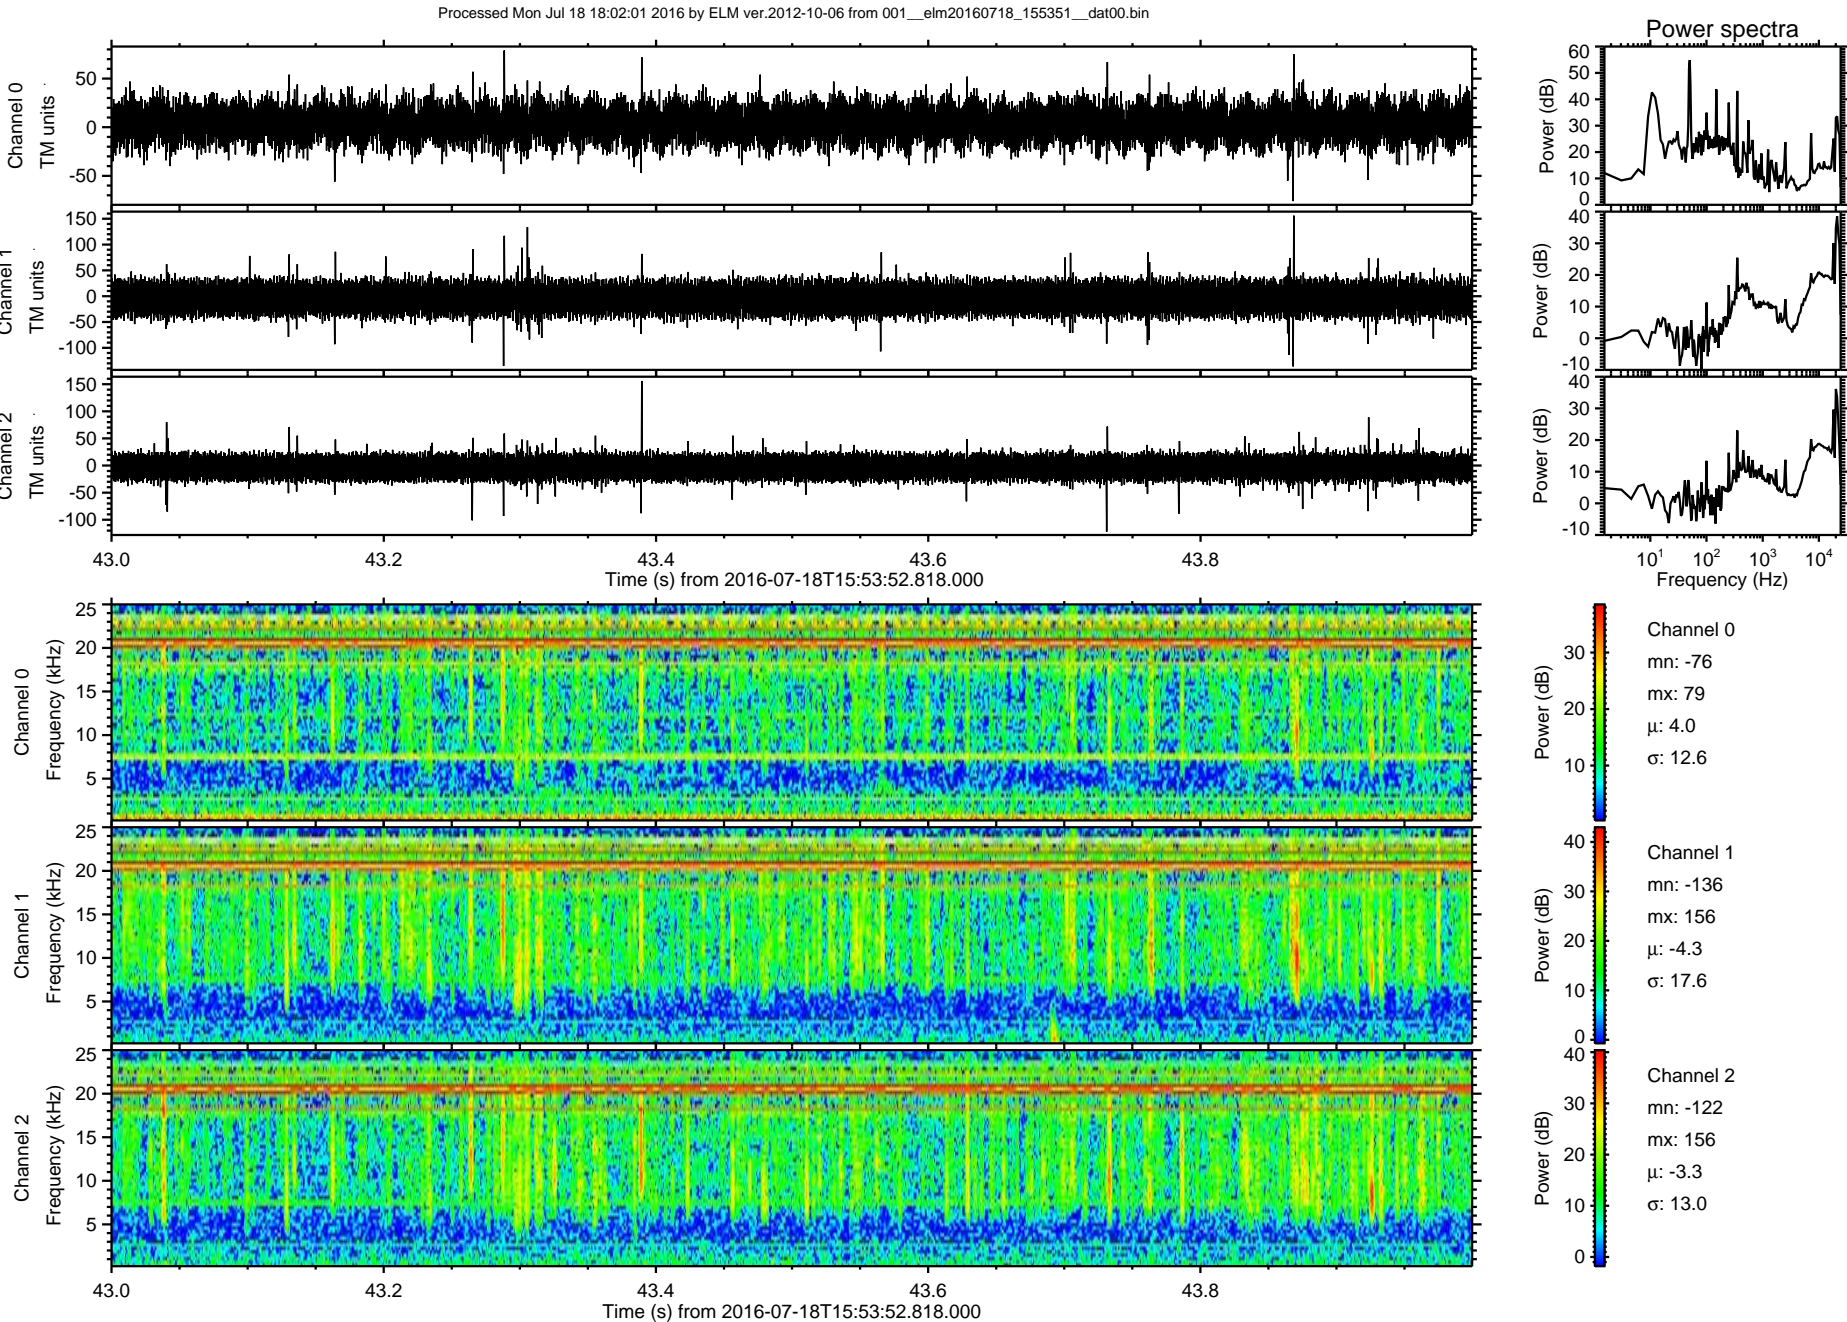 Processed Mon Jul 18 18:02:01 2016 by ELM ver.2012-10-06 from 001__elm20160718_155351__dat00.bin
Power spectra
Channel 0
TM units
50
0
-50
Power (dB)
60
50
40
30
20
10
0
Channel 1
TM units
150
100
50
0
-50
-100
Power (dB)
40
30
20
10
0
-10
Channel 2
TM units
150
100
50
0
-50
-100
Power (dB)
40
30
20
10
0
-10
43.0 43.2 43.4 43.6 43.8
Time (s) from 2016-07-18T15:53:52.818.000
10¹ 10² 10³ 10⁴
Frequency (Hz)
Channel 0
Frequency (kHz)
25
20
15
10
5
Power (dB)
30
20
10
Channel 0
mn: -76
mx: 79
μ: 4.0
σ: 12.6
Channel 1
Frequency (kHz)
25
20
15
10
5
Power (dB)
40
30
20
10
0
Channel 1
mn: -136
mx: 156
μ: -4.3
σ: 17.6
Channel 2
Frequency (kHz)
25
20
15
10
5
Power (dB)
40
30
20
10
0
Channel 2
mn: -122
mx: 156
μ: -3.3
σ: 13.0
43.0 43.2 43.4 43.6 43.8
Time (s) from 2016-07-18T15:53:52.818.000